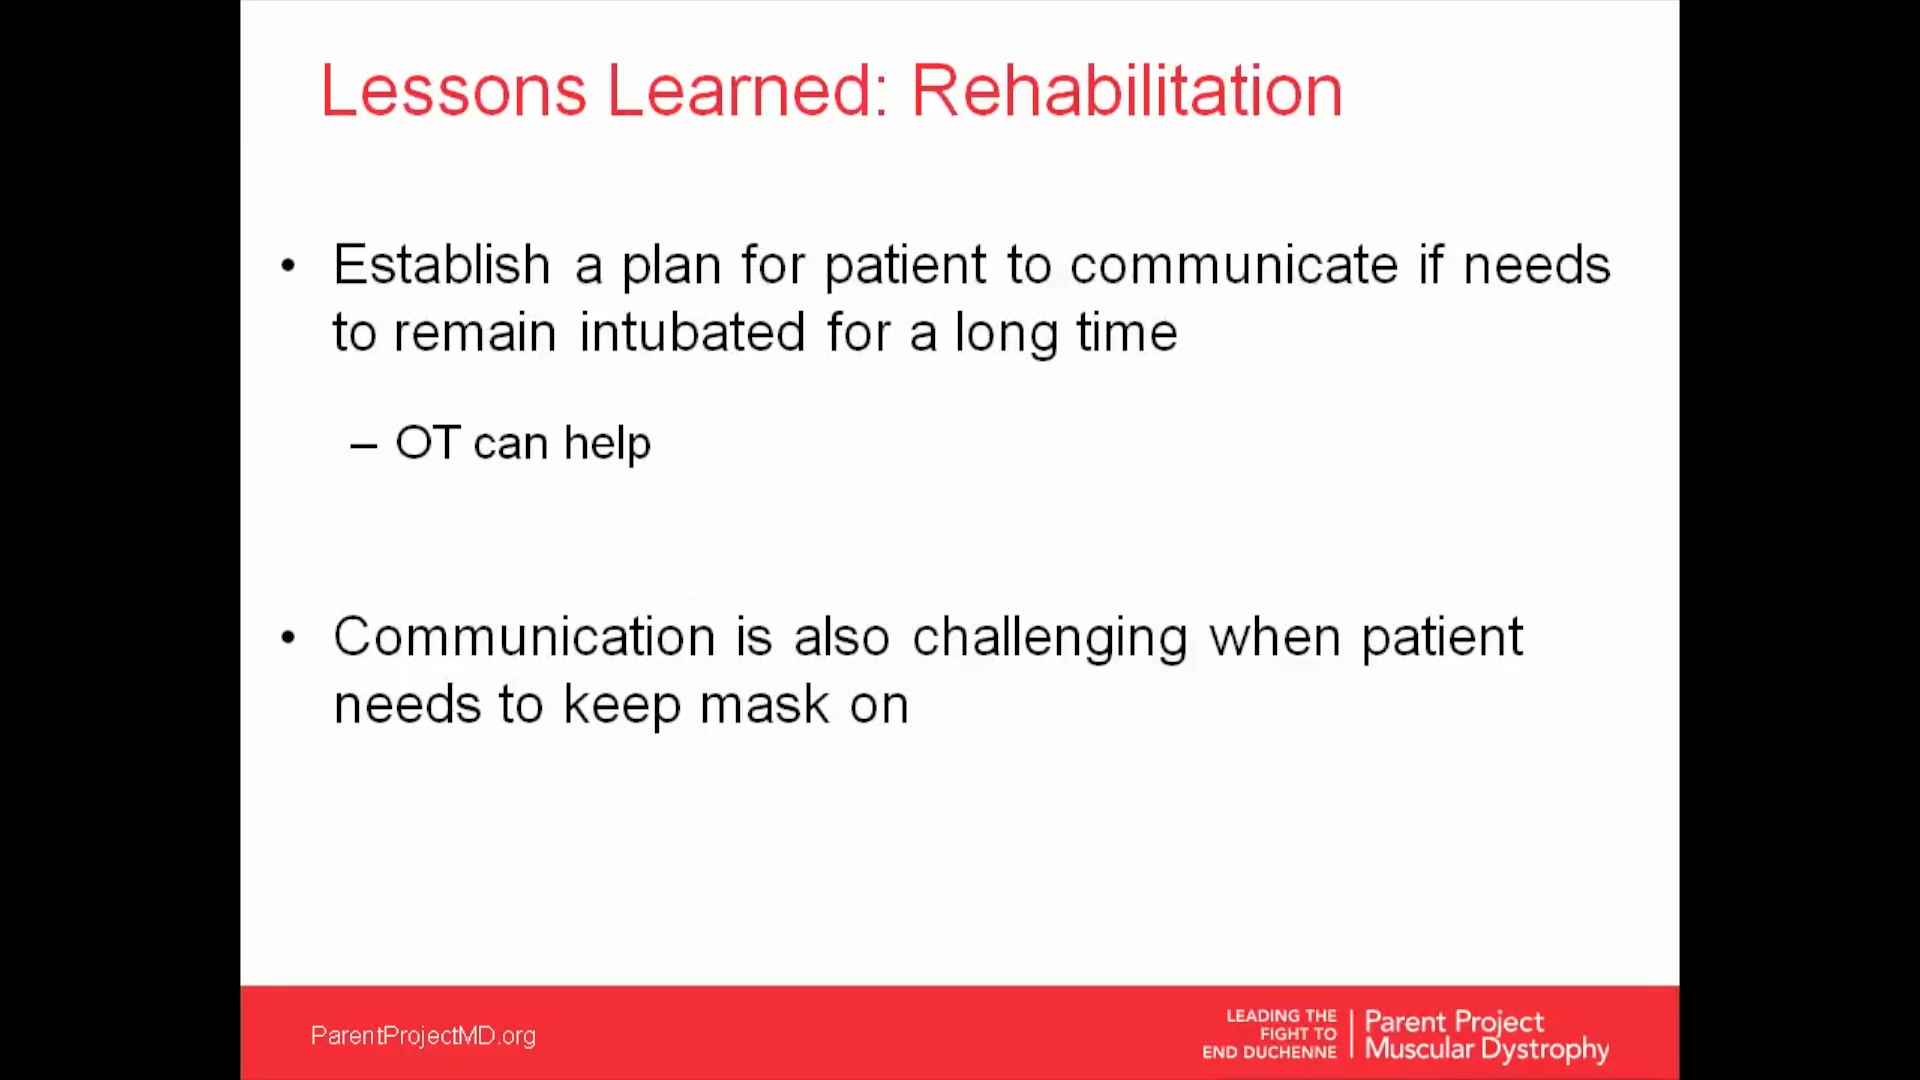 Lessons Learned: Rehabilitation
• Establish a plan for patient to communicate if needs
to remain intubated for a long time
– OT can help
• Communication is also challenging when patient
needs to keep mask on
ParentProjectMD.org
LEADING THE
FIGHT TO
END DUCHENNE
Parent Project
Muscular Dystrophy